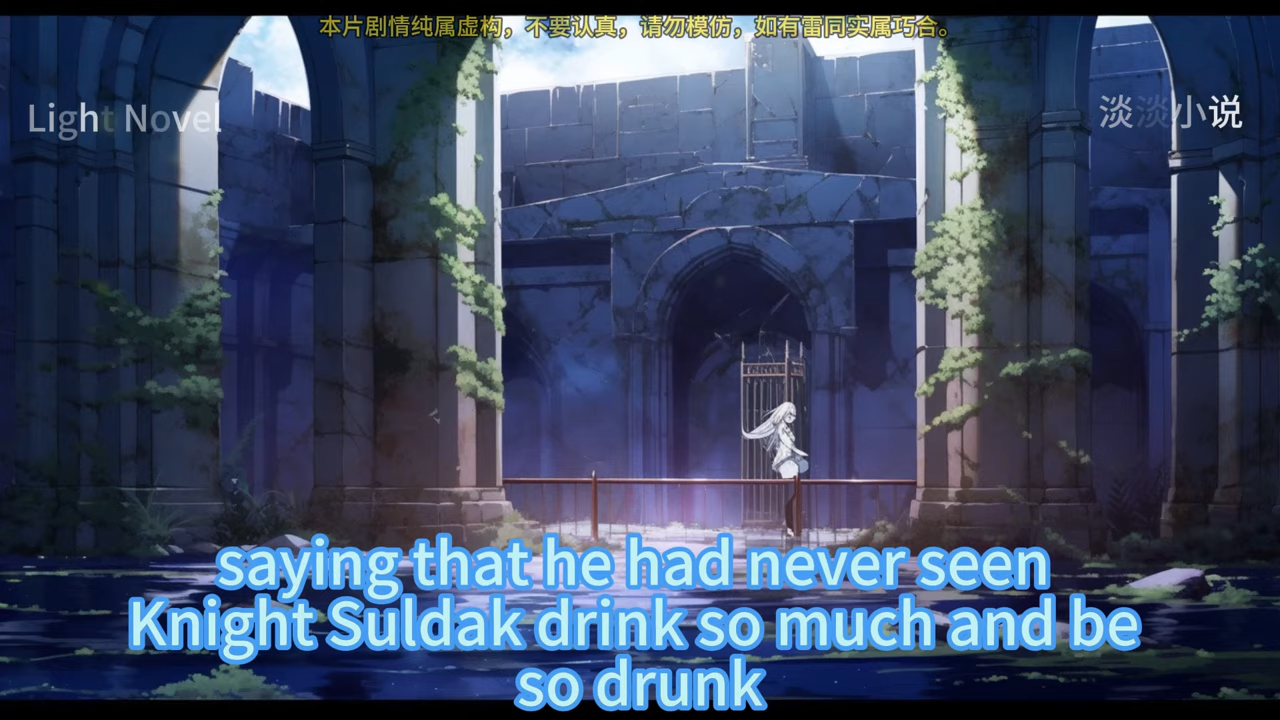 本片剧情纯属虚构，不要认真，请勿模仿，如有雷同实属巧合。
Light Novel
淡淡小说
saying that he had never seen
Knight Suldak drink so much and be
so drunk